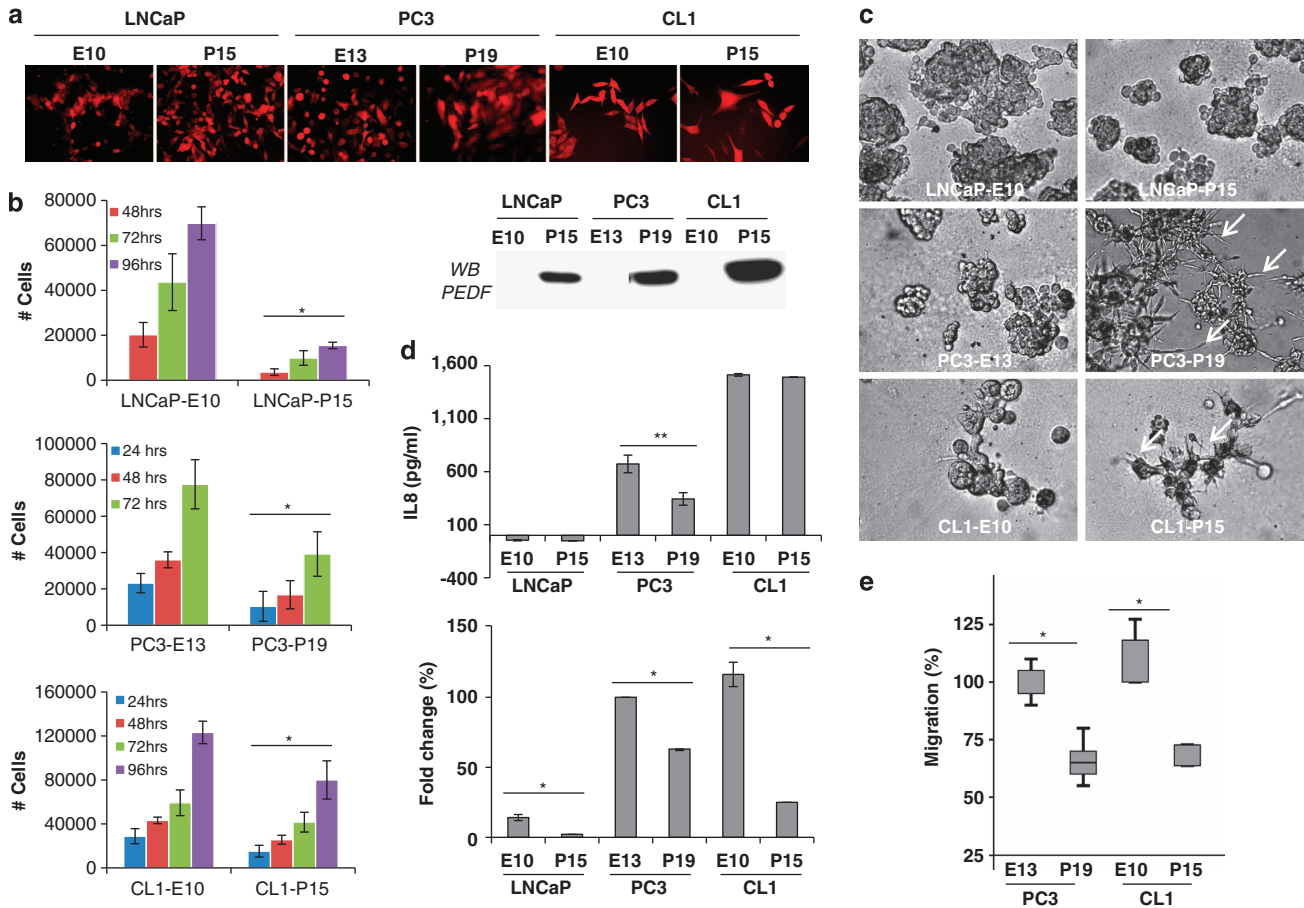 a
LNCaP PC3 CL1
E10 P15 E13 P19 E10 P15
b
80000
60000
40000
20000
0
# Cells
48hrs
72hrs
96hrs
*
LNCaP-E10 LNCaP-P15
100000
80000
60000
40000
20000
0
# Cells
24 hrs
48 hrs
72 hrs
*
PC3-E13 PC3-P19
160000
120000
80000
40000
0
# Cells
24hrs
48hrs
72hrs
96hrs
*
CL1-E10 CL1-P15
LNCaP PC3 CL1
E10 P15 E13 P19 E10 P15
WB
PEDF
d
1,600
1,100
600
100
-400
IL8 (pg/ml)
**
E10 P15 E13 P19 E10 P15
LNCaP PC3 CL1
150
100
50
0
Fold change (%)
*
*
*
E10 P15 E13 P19 E10 P15
LNCaP PC3 CL1
c
LNCaP-E10 LNCaP-P15
PC3-E13 PC3-P19
CL1-E10 CL1-P15
e
125
100
75
50
25
Migration (%)
*
*
E13 P19 E10 P15
PC3 CL1